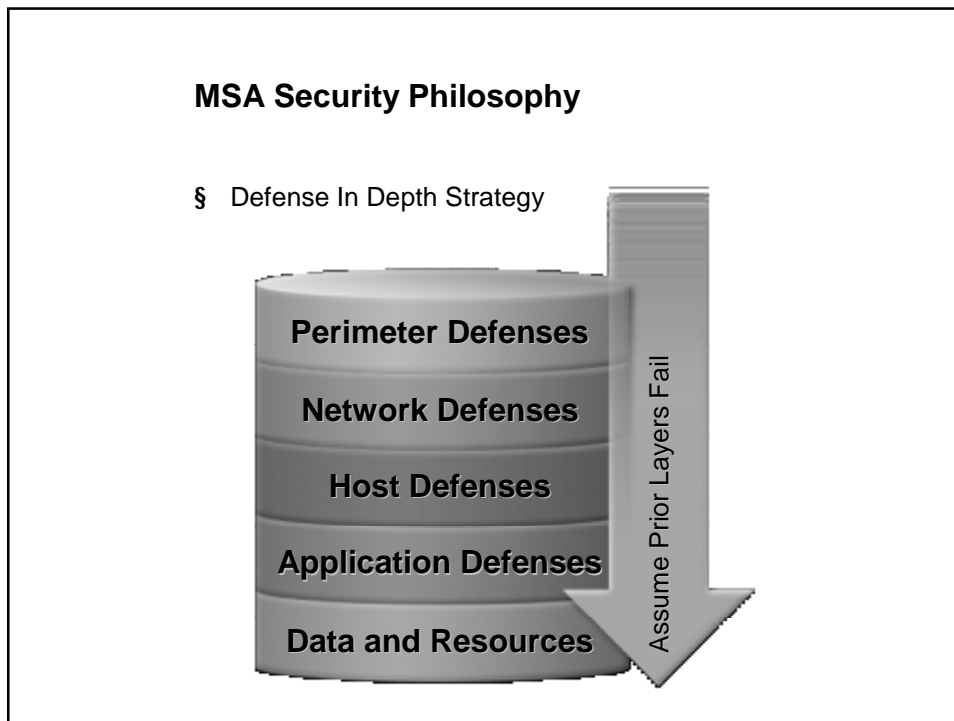 MSA Security Philosophy
§ Defense In Depth Strategy
Perimeter Defenses
Network Defenses
Host Defenses
Application Defenses
Data and Resources
Assume Prior Layers Fail